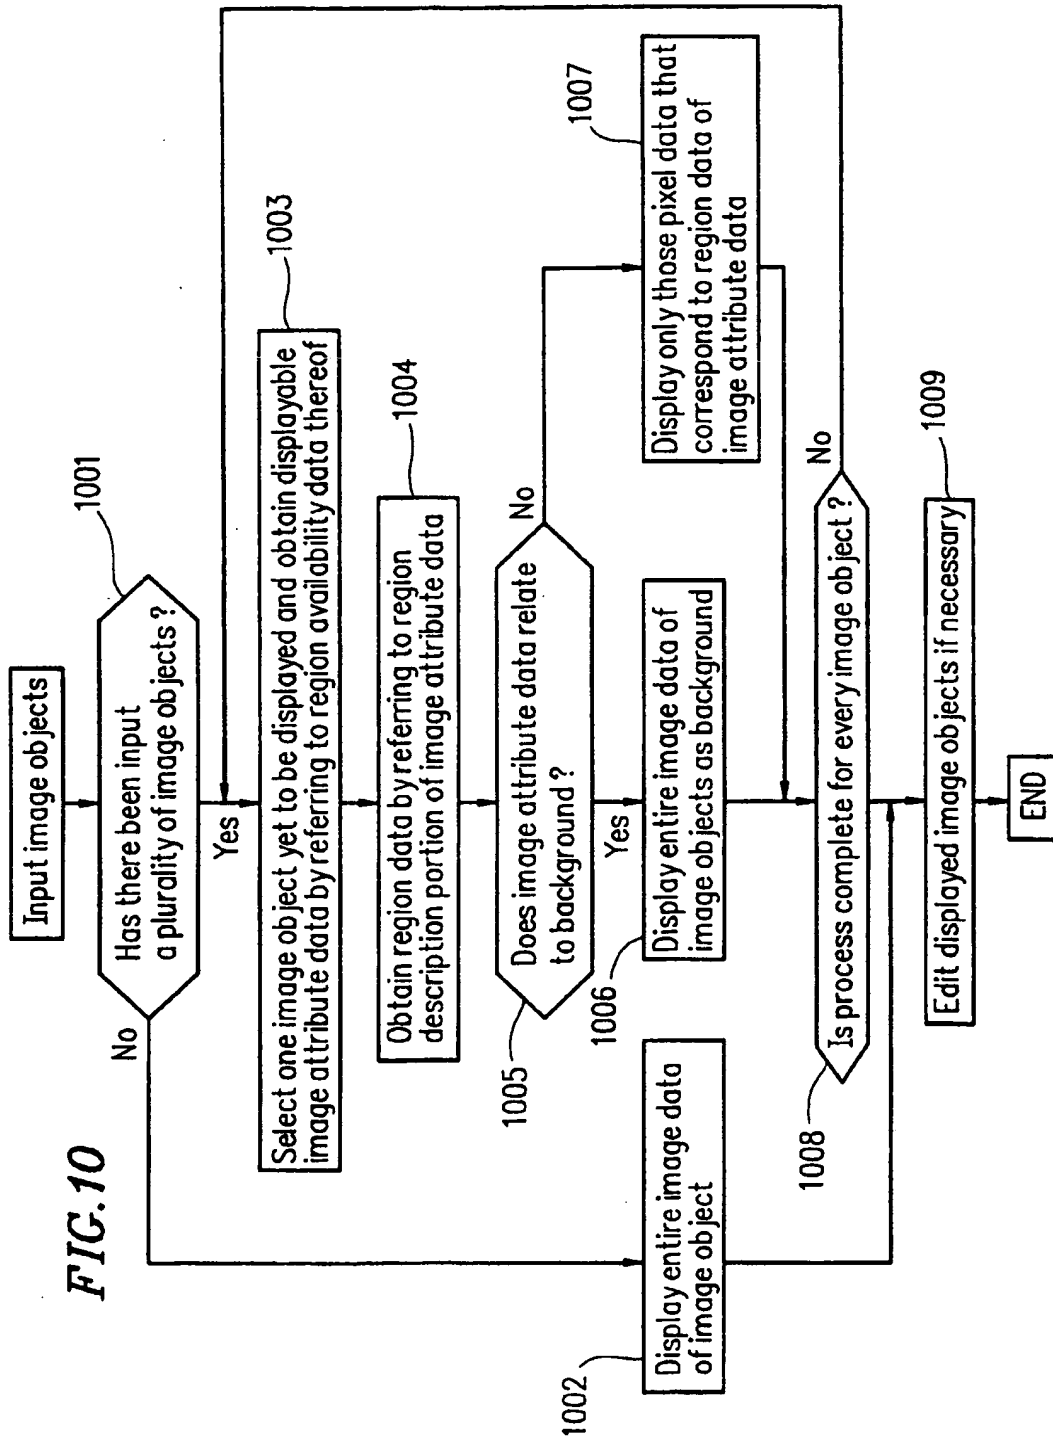 FIG.10
Input image objects
1001
Has there been input
a plurality of image objects ?
No
Yes
1003
Select one image object yet to be displayed and obtain displayable
image attribute data by referring to region availability data thereof
1004
Obtain region data by referring to region
description portion of image attribute data
1005
Does image attribute data relate
to background ?
No
Yes
1002
Display entire image data
of image object
1006
Display entire image data of
image objects as background
1007
Display only those pixel data that
correspond to region data of
image attribute data
1008
Is process complete for every image object ?
No
1009
Edit displayed image objects if necessary
END